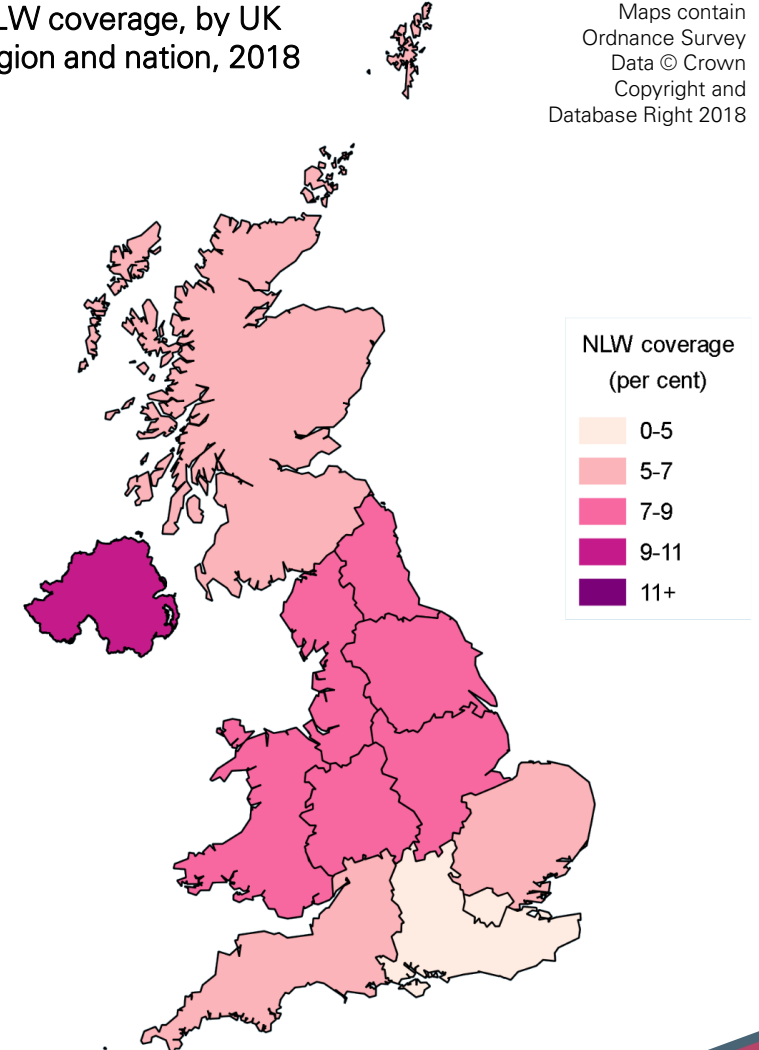 LW coverage, by UK
gion and nation, 2018
Maps contain
Ordnance Survey
Data © Crown
Copyright and
Database Right 2018
NLW coverage
(per cent)
0-5
5-7
7-9
9-11
11+